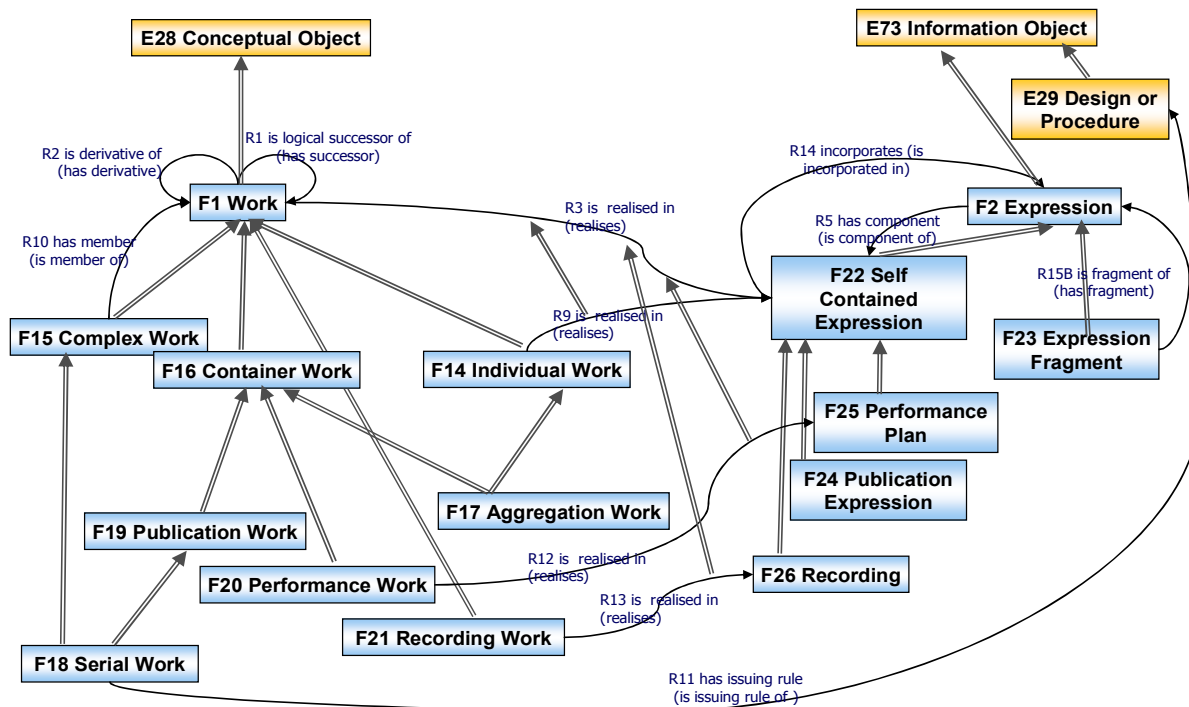 E28 Conceptual Object
E73 Information Object
E29 Design or
Procedure
R1 is logical successor of
(has successor)
R2 is derivative of
(has derivative)
R14 incorporates (is
incorporated in)
F1 Work
F2 Expression
R3 is  realised in
(realises)
R5 has component
(is component of)
R10 has member
(is member of)
F22 Self
Contained
Expression
R15B is fragment of
(has fragment)
R9 is  realised in
(realises)
F15 Complex Work
F23 Expression
Fragment
F16 Container Work
F14 Individual Work
F25 Performance
Plan
F24 Publication
Expression
F17 Aggregation Work
F19 Publication Work
R12 is  realised in
(realises)
F20 Performance Work
F26 Recording
R13 is  realised in
(realises)
F21 Recording Work
F18 Serial Work
R11 has issuing rule
(is issuing rule of )